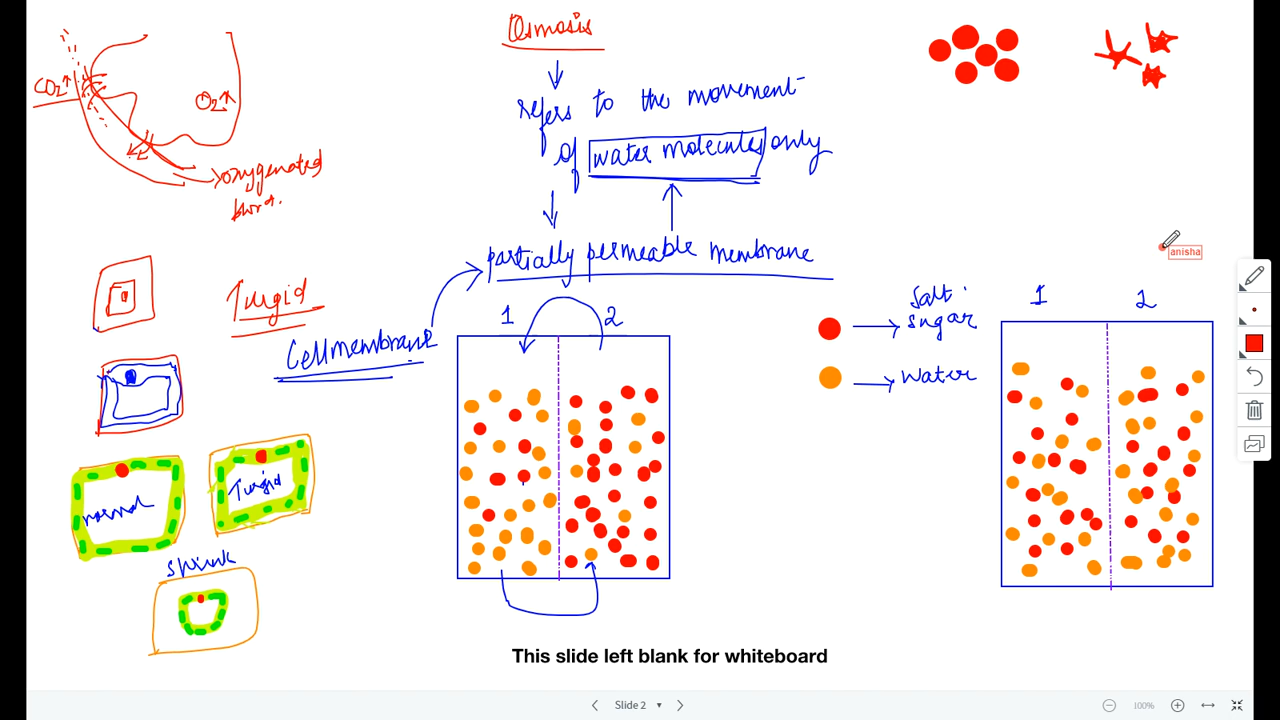 Osmosis
refers to the movement
of water molecules only
partially permeable membrane
CO2↑
O2↑
oxygenated
Turgid
Cell membrane
1
2
Salt
sugar
water
1
2
anisha
normal
Turgid
shrink
This slide left blank for whiteboard
Slide 2
100%